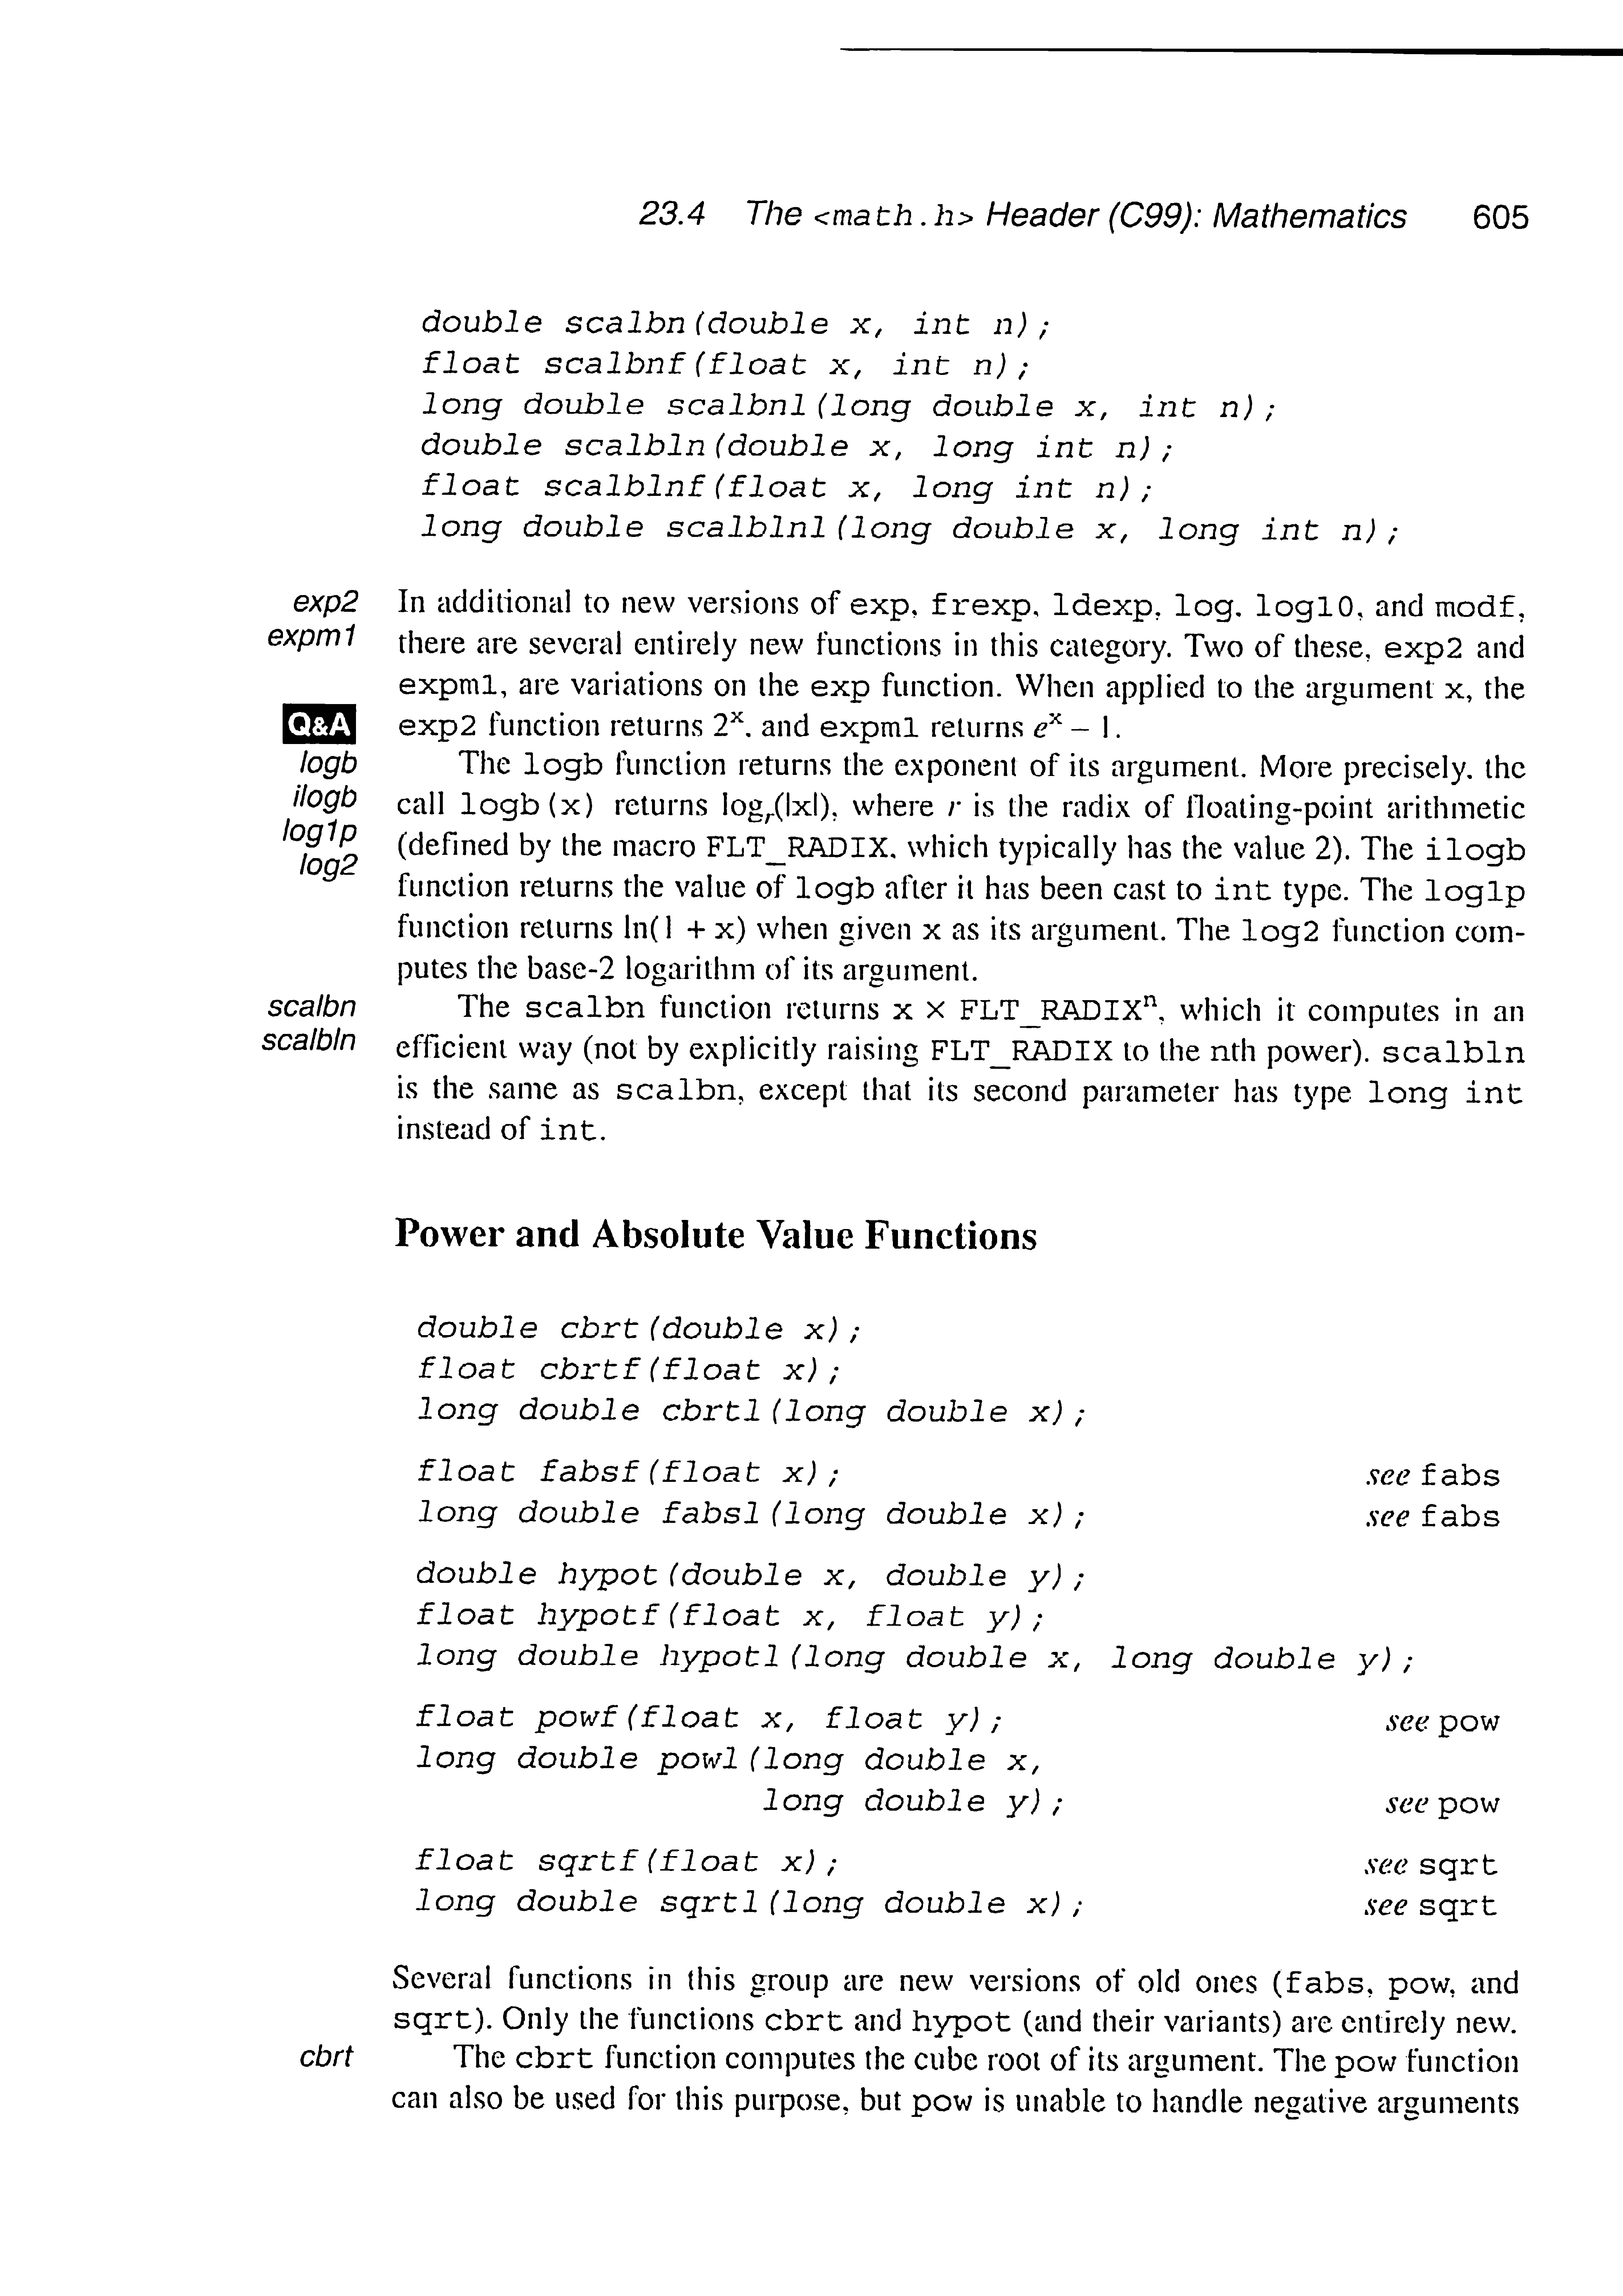 23.4 The <math.h> Header (C99): Mathematics 605
double scalbn(double x, int n);
float scalbnf(float x, int n);
long double scalbnl(long double x, int n);
double scalbln(double x, long int n);
float scalblnf(float x, long int n);
long double scalblnl(long double x, long int n);
exp2 In additional to new versions of exp, frexp, ldexp, log, log10, and modf,
expm1 there are several entirely new functions in this category. Two of these, exp2 and
expm1, are variations on the exp function. When applied to the argument x, the
Q&A exp2 function returns 2ˣ, and expm1 returns eˣ – 1.
logb The logb function returns the exponent of its argument. More precisely, the
ilogb call logb(x) returns logᵣ(|x|), where r is the radix of floating-point arithmetic
log1p (defined by the macro FLT_RADIX, which typically has the value 2). The ilogb
log2 function returns the value of logb after it has been cast to int type. The log1p
function returns ln(1 + x) when given x as its argument. The log2 function com-
putes the base-2 logarithm of its argument.
scalbn The scalbn function returns x × FLT_RADIXⁿ, which it computes in an
scalbln efficient way (not by explicitly raising FLT_RADIX to the nth power). scalbln
is the same as scalbn, except that its second parameter has type long int
instead of int.
Power and Absolute Value Functions
double cbrt(double x);
float cbrtf(float x);
long double cbrtl(long double x);
float fabsf(float x); see fabs
long double fabsl(long double x); see fabs
double hypot(double x, double y);
float hypotf(float x, float y);
long double hypotl(long double x, long double y);
float powf(float x, float y); see pow
long double powl(long double x,
long double y); see pow
float sqrtf(float x); see sqrt
long double sqrtl(long double x); see sqrt
Several functions in this group are new versions of old ones (fabs, pow, and
sqrt). Only the functions cbrt and hypot (and their variants) are entirely new.
cbrt The cbrt function computes the cube root of its argument. The pow function
can also be used for this purpose, but pow is unable to handle negative arguments